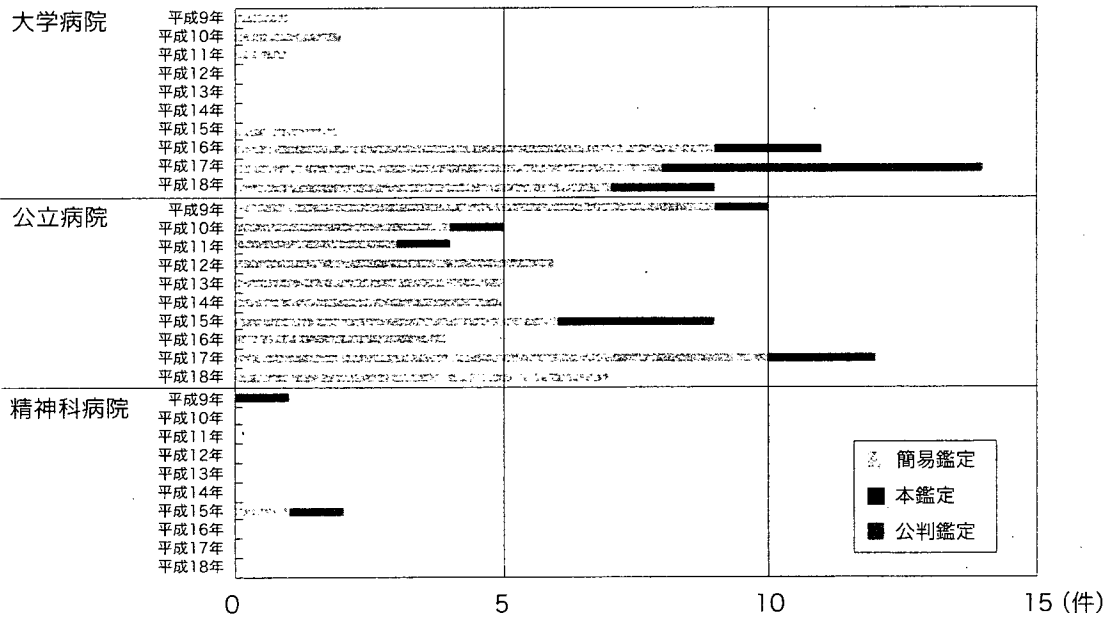 大学病院
平成9年
平成10年
平成11年
平成12年
平成13年
平成14年
平成15年
平成16年
平成17年
平成18年
公立病院
平成9年
平成10年
平成11年
平成12年
平成13年
平成14年
平成15年
平成16年
平成17年
平成18年
精神科病院
平成9年
平成10年
平成11年
平成12年
平成13年
平成14年
平成15年
平成16年
平成17年
平成18年
簡易鑑定
本鑑定
公判鑑定
0 5 10 15 (件)